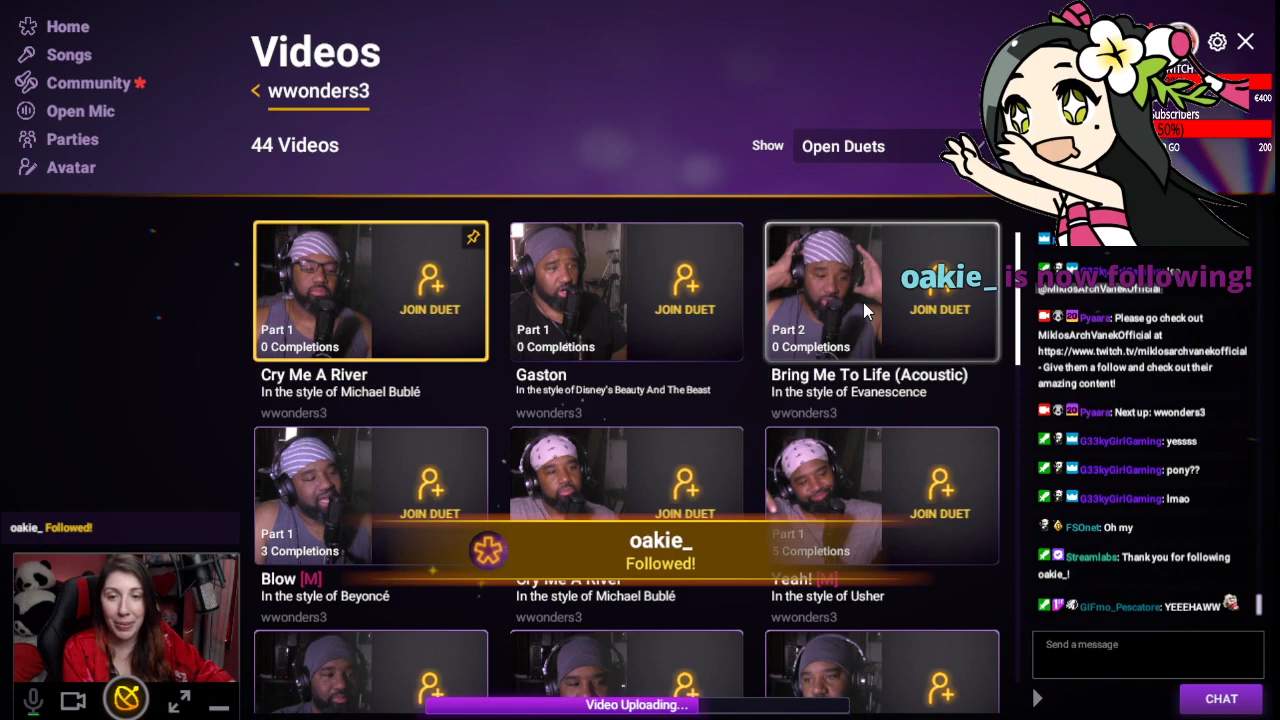 Home
Songs
Community
Open Mic
Parties
Avatar
Videos
< wwonders3
44 Videos
Show
Open Duets
€400
Subscribers
50%)
GO
200
JOIN DUET
Part 1
0 Completions
Cry Me A River
In the style of Michael Bublé
wwonders3
JOIN DUET
Part 1
0 Completions
Gaston
In the style of Disney's Beauty And The Beast
wwonders3
JOIN DUET
Part 2
0 Completions
Bring Me To Life (Acoustic)
In the style of Evanescence
wwonders3
oakie_ is now following!
JOIN DUET
Part 1
3 Completions
Blow [M]
In the style of Beyoncé
wwonders3
JOIN DUET
Cry Me A River
In the style of Michael Bublé
wwonders3
JOIN DUET
Part 1
5 Completions
Yeah! [M]
In the style of Usher
wwonders3
oakie_
Followed!
oakie_ Followed!
Video Uploading...
@MiklosArchVanekOfficial
20 Pyaara: Please go check out
MiklosArchVanekOfficial at
https://www.twitch.tv/miklosarchvanekofficial
- Give them a follow and check out their
amazing content!
20 Pyaara: Next up: wwonders3
G33kyGirlGaming: yessss
G33kyGirlGaming: pony??
G33kyGirlGaming: lmao
FSOnet: Oh my
Streamlabs: Thank you for following
oakie_!
GIFmo_Pescatore: YEEEHAWW
Send a message
CHAT